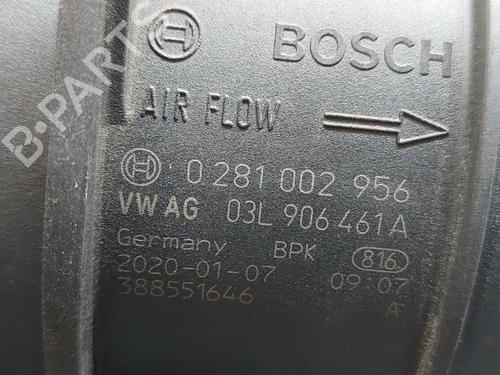 BOSCH
AIR FLOW
0 281 002 956
VW AG 03L 906 461 A
Germany BPK 816
2020-01-07 09:07
388551646 A
B-PARTS